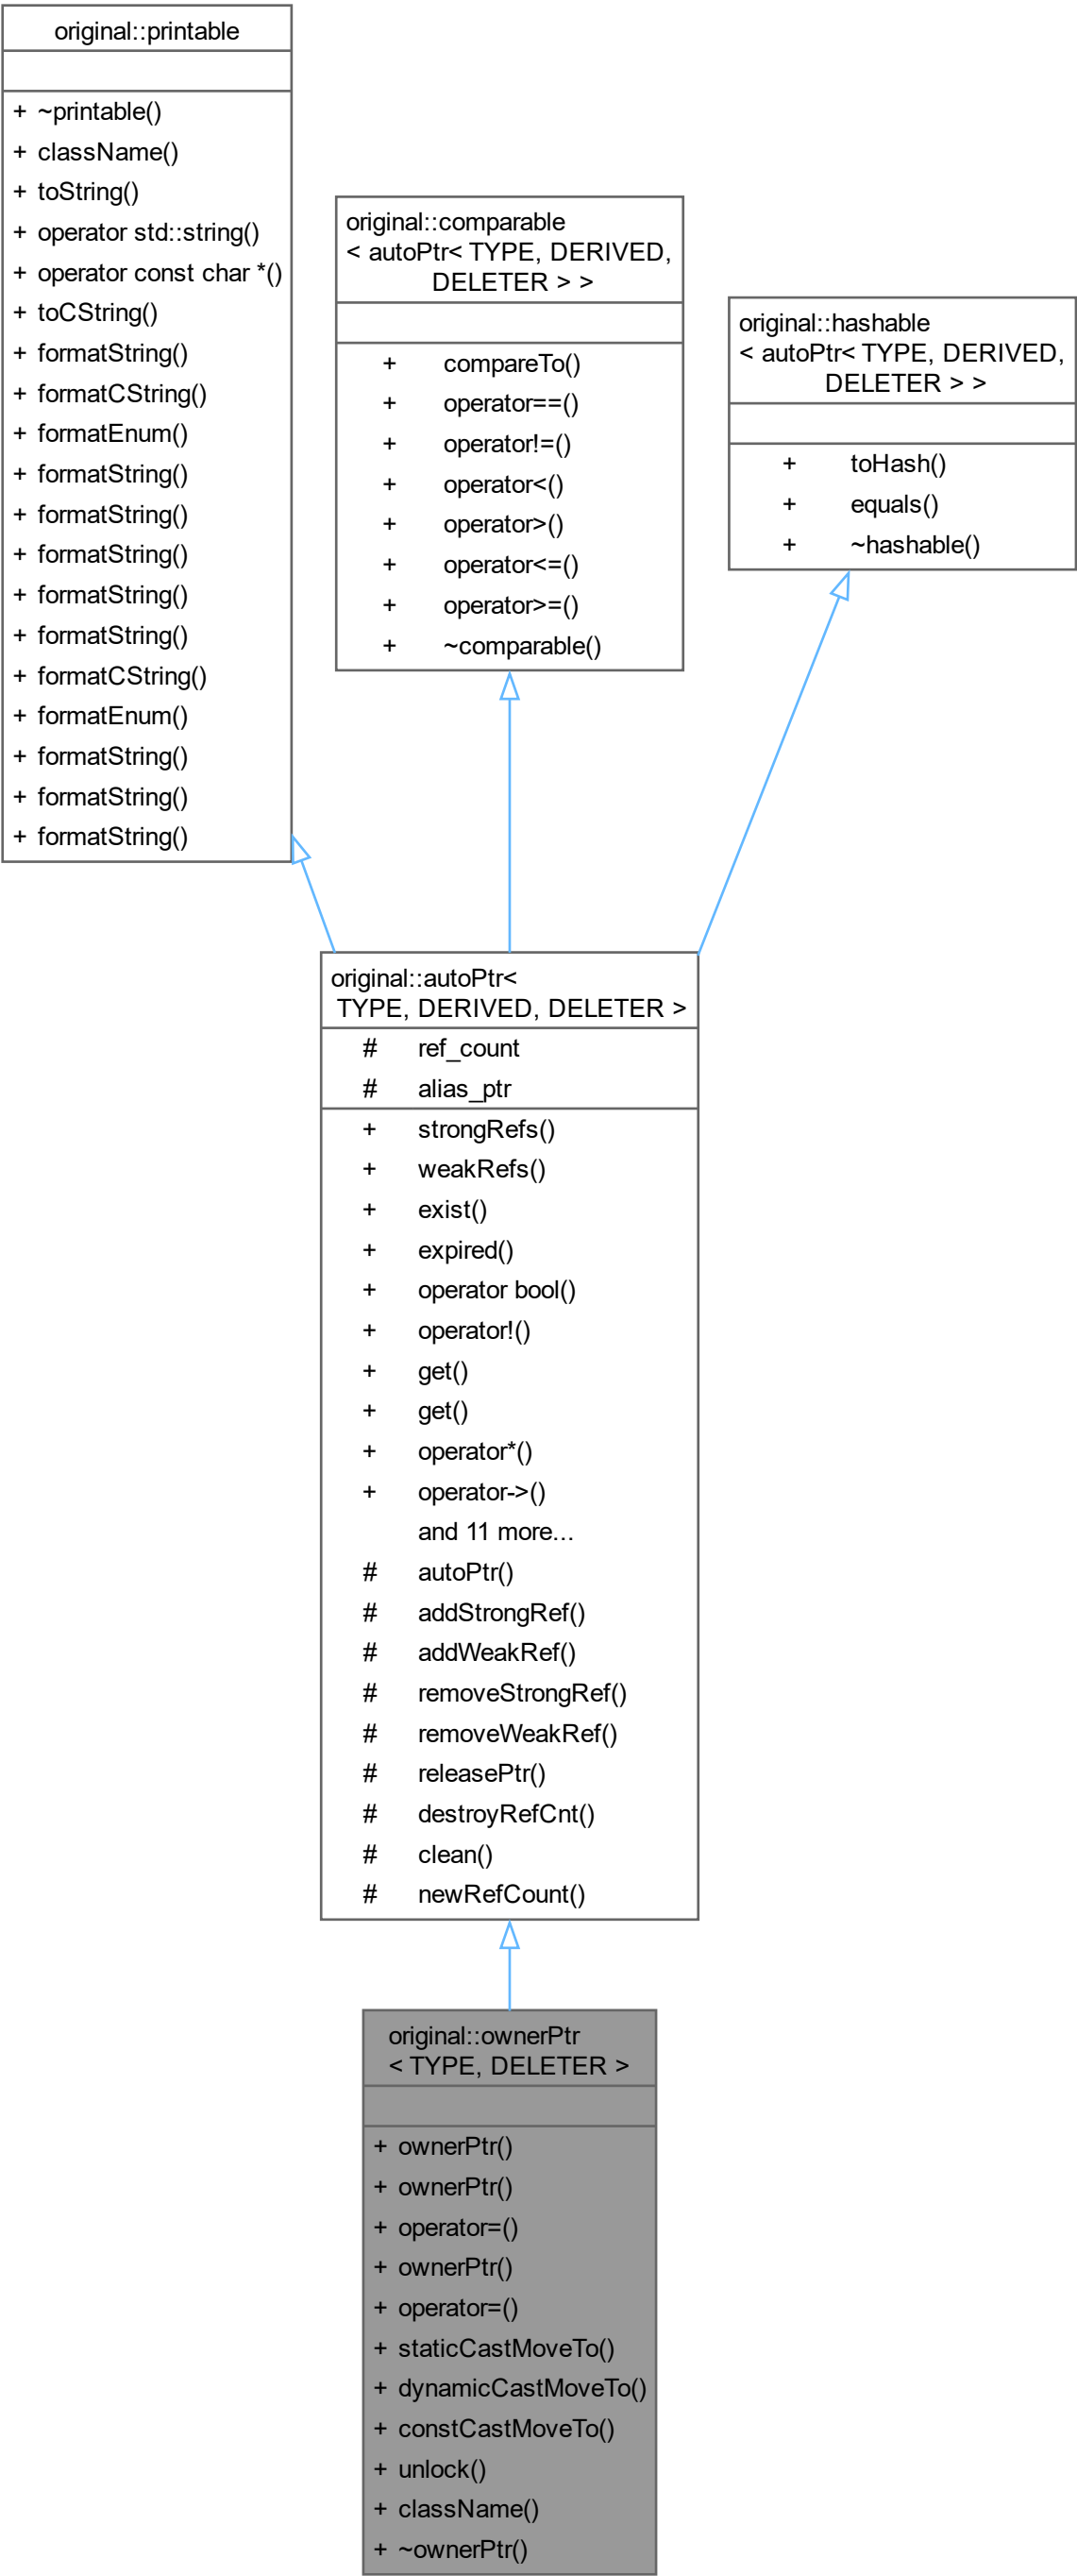 original::printable
+ ~printable()
+ className()
+ toString()
+ operator std::string()
+ operator const char *()
+ toCString()
+ formatString()
+ formatCString()
+ formatEnum()
+ formatString()
+ formatString()
+ formatString()
+ formatString()
+ formatString()
+ formatCString()
+ formatEnum()
+ formatString()
+ formatString()
+ formatString()
original::comparable
< autoPtr< TYPE, DERIVED,
DELETER > >
+ compareTo()
+ operator==()
+ operator!=()
+ operator<()
+ operator>()
+ operator<=()
+ operator>=()
+ ~comparable()
original::hashable
< autoPtr< TYPE, DERIVED,
DELETER > >
+ toHash()
+ equals()
+ ~hashable()
original::autoPtr<
TYPE, DERIVED, DELETER >
# ref_count
# alias_ptr
+ strongRefs()
+ weakRefs()
+ exist()
+ expired()
+ operator bool()
+ operator!()
+ get()
+ get()
+ operator*()
+ operator->()
and 11 more...
# autoPtr()
# addStrongRef()
# addWeakRef()
# removeStrongRef()
# removeWeakRef()
# releasePtr()
# destroyRefCnt()
# clean()
# newRefCount()
original::ownerPtr
< TYPE, DELETER >
+ ownerPtr()
+ ownerPtr()
+ operator=()
+ ownerPtr()
+ operator=()
+ staticCastMoveTo()
+ dynamicCastMoveTo()
+ constCastMoveTo()
+ unlock()
+ className()
+ ~ownerPtr()